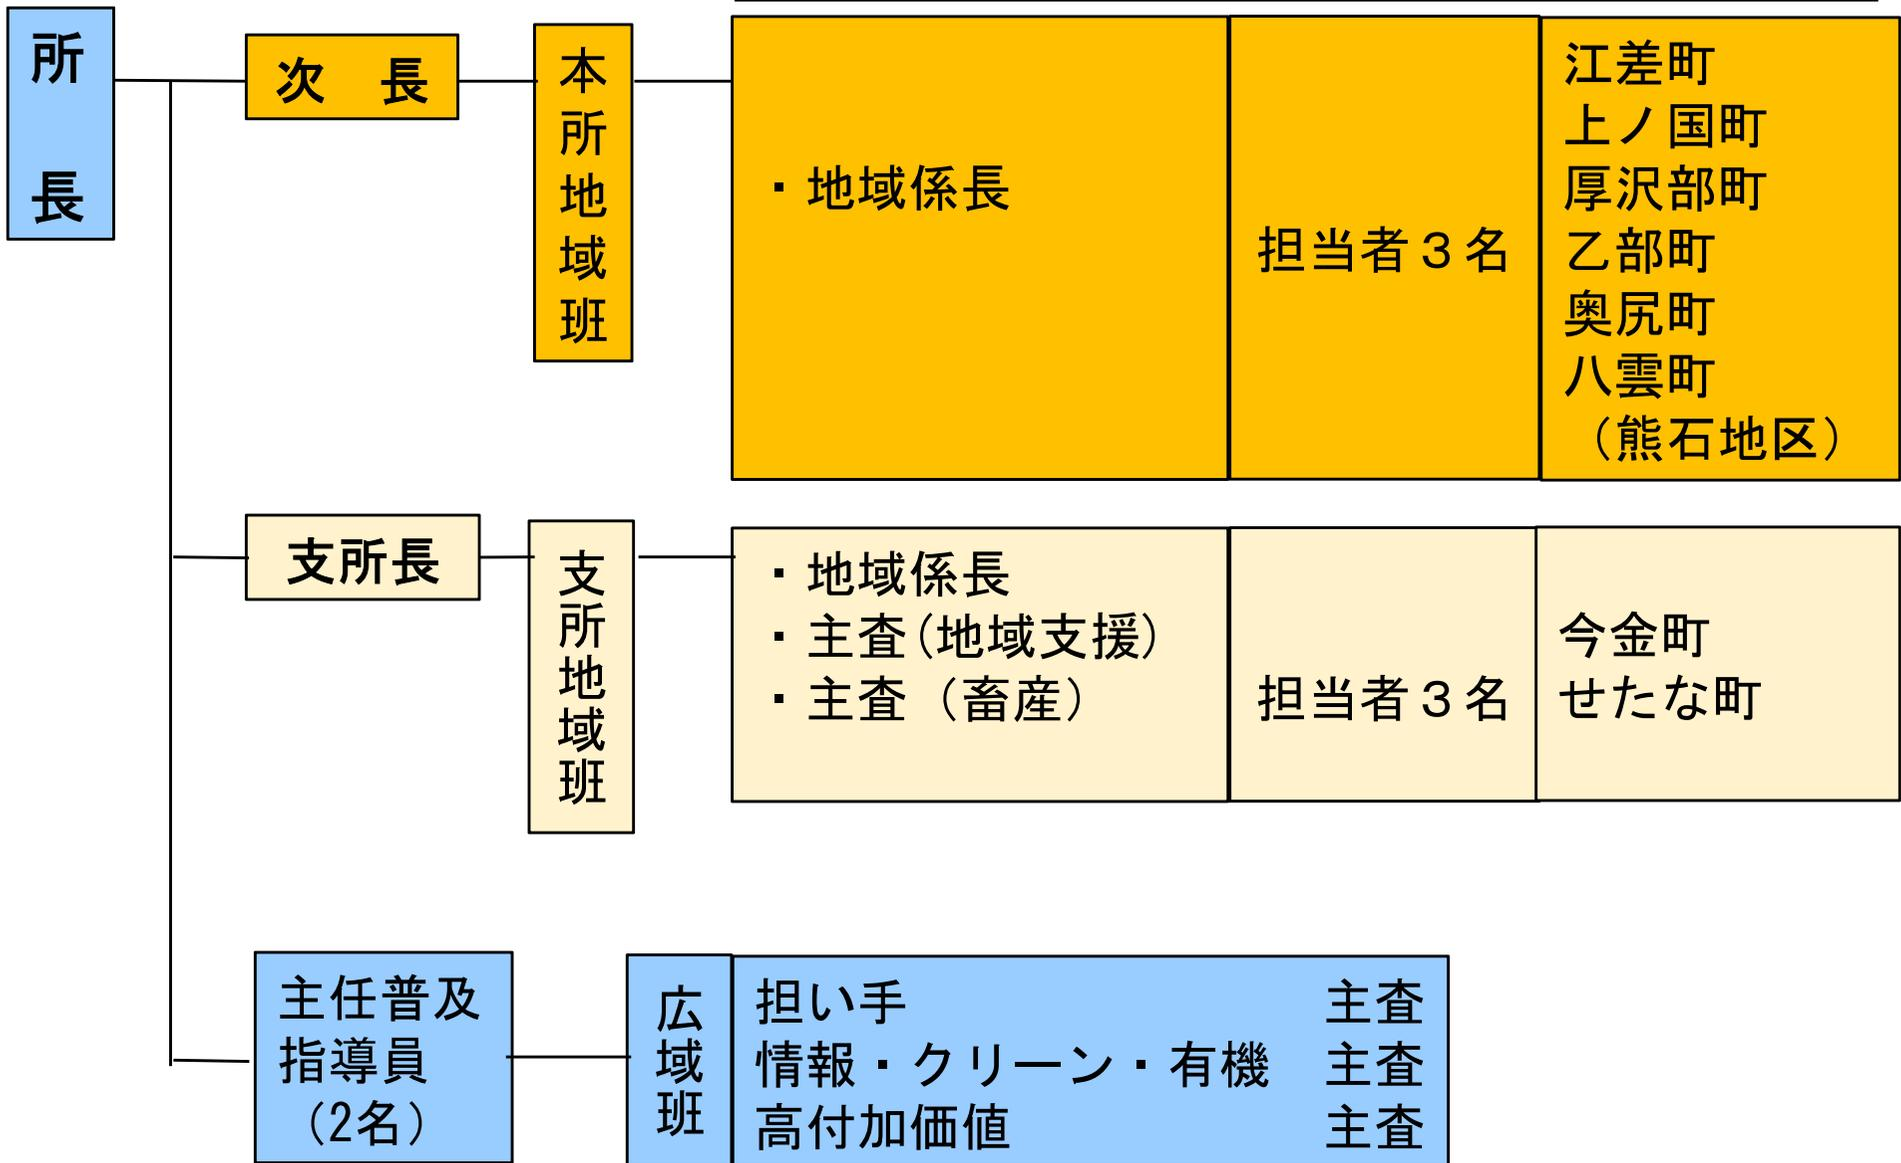 所長
次　長
本所地域班
・地域係長
担当者３名
江差町
上ノ国町
厚沢部町
乙部町
奥尻町
八雲町
（熊石地区）
支所長
支所地域班
・地域係長
・主査(地域支援）
・主査（畜産）
担当者３名
今金町
せたな町
主任普及
指導員
（2名）
広域班
担い手　主査
情報・クリーン・有機　主査
高付加価値　主査